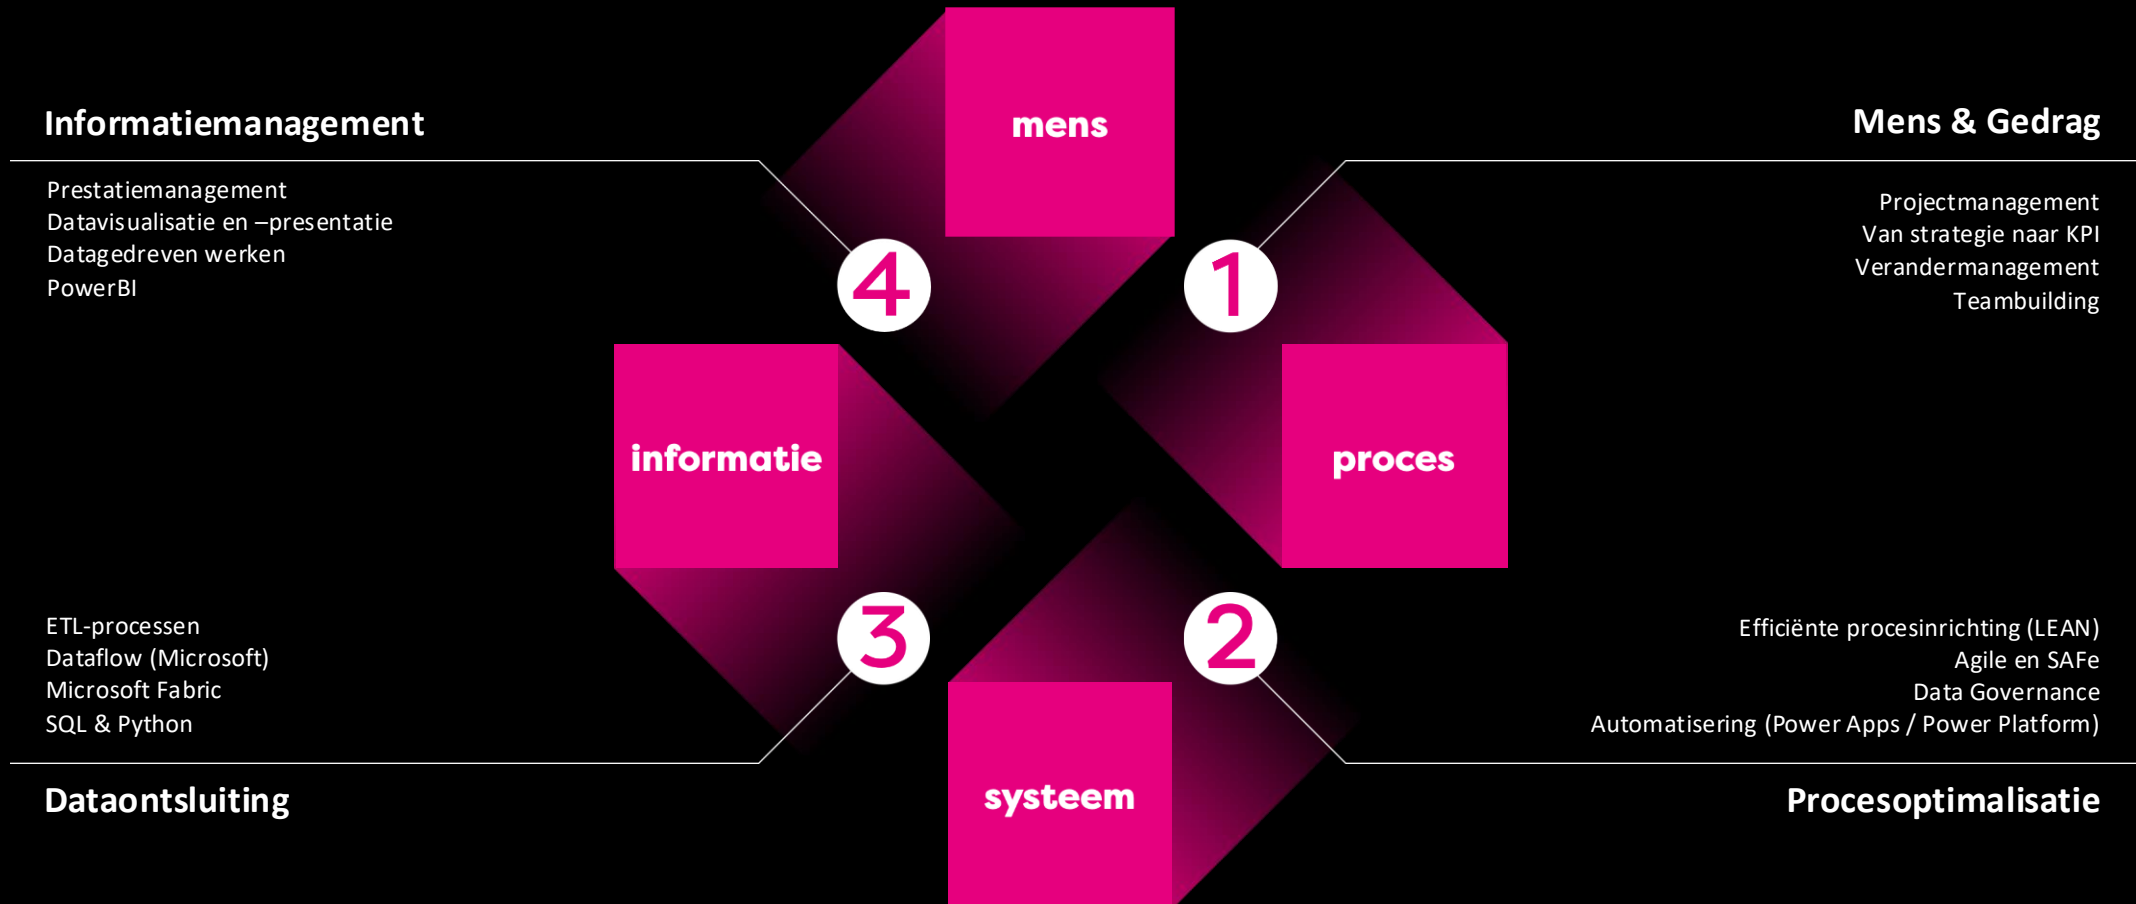 mens
Informatiemanagement
Prestatiemanagement
Datavisualisatie en –presentatie
Datagedreven werken
PowerBI
Mens & Gedrag
Projectmanagement
Van strategie naar KPI
Verandermanagement
Teambuilding
4
1
informatie
proces
3
2
ETL-processen
Dataflow (Microsoft)
Microsoft Fabric
SQL & Python
Dataontsluiting
Efficiënte procesinrichting (LEAN)
Agile en SAFe
Data Governance
Automatisering (Power Apps / Power Platform)
Procesoptimalisatie
systeem